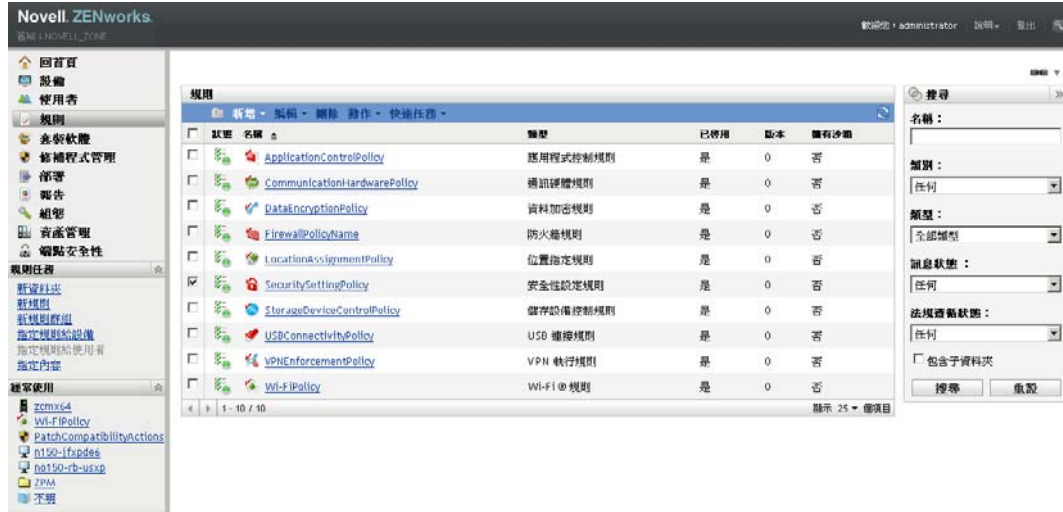 Novell. ZENworks.
區域：NOVELL_ZONE
歡迎您，administrator 說明 登出
回首頁
設備
使用者
規則
套裝軟體
修補程式管理
部署
報告
組態
資產管理
端點安全性
規則任務
新資料夾
新規則
新規則群組
指定規則給設備
指定規則給使用者
指定內容
經常使用
zcmx64
Wi-FiPolicy
PatchCompatibilityActions
n150-jfxpde6
no150-rb-usxp
ZPM
不明
規則
新增 編輯 刪除 動作 快速任務
狀態 名稱 類型 已啓用 版本 擁有沙箱
ApplicationControlPolicy 應用程式控制規則 是 0 否
CommunicationHardwarePolicy 通訊硬體規則 是 0 否
DataEncryptionPolicy 資料加密規則 是 0 否
FirewallPolicyName 防火牆規則 是 0 否
LocationAssignmentPolicy 位置指定規則 是 0 否
SecuritySettingPolicy 安全性設定規則 是 0 否
StorageDeviceControlPolicy 儲存設備控制規則 是 0 否
USBConnectivityPolicy USB 連接規則 是 0 否
VPNEnforcementPolicy VPN 執行規則 是 0 否
Wi-FiPolicy Wi-Fi® 規則 是 0 否
1 - 10 / 10 顯示 25 個項目
搜尋
名稱：
類別：
任何
類型：
全部類型
訊息狀態：
任何
法規遵循狀態：
任何
包含子資料夾
搜尋 重設